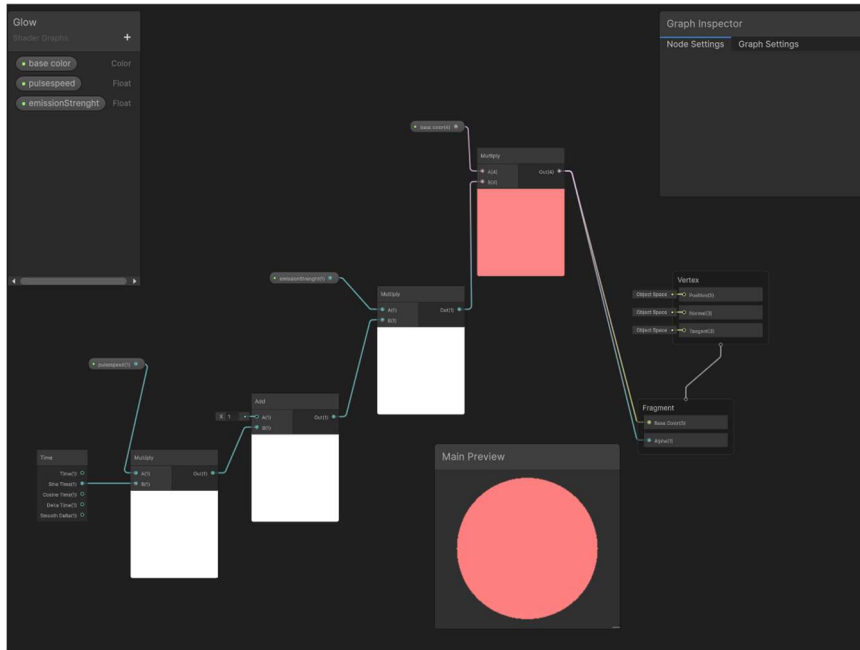 Glow
Shader Graphs
+
base color Color
pulsespeed Float
emissionStrenght Float
Graph Inspector
Node Settings Graph Settings
base color(4)
Multiply
A(4) Out(4)
B(4)
emissionStrenght(1)
Multiply
A(1) Out(1)
B(1)
Vertex
Object Space Position(3)
Object Space Normal(3)
Object Space Tangent(3)
pulsespeed(1)
Add
X 1 A(1) Out(1)
B(1)
Fragment
Base Color(3)
Alpha(1)
Time
Time(1)
Sine Time(1)
Cosine Time(1)
Delta Time(1)
Smooth Delta(1)
Multiply
A(1) Out(1)
B(1)
Main Preview